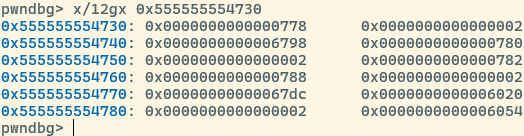 pwndbg> x/12gx 0x555555554730
0x555555554730: 0x0000000000000778 0x0000000000000002
0x555555554740: 0x0000000000006798 0x0000000000000780
0x555555554750: 0x0000000000000002 0x0000000000000782
0x555555554760: 0x0000000000000788 0x0000000000000002
0x555555554770: 0x00000000000067dc 0x0000000000006020
0x555555554780: 0x0000000000000002 0x0000000000006054
pwndbg>